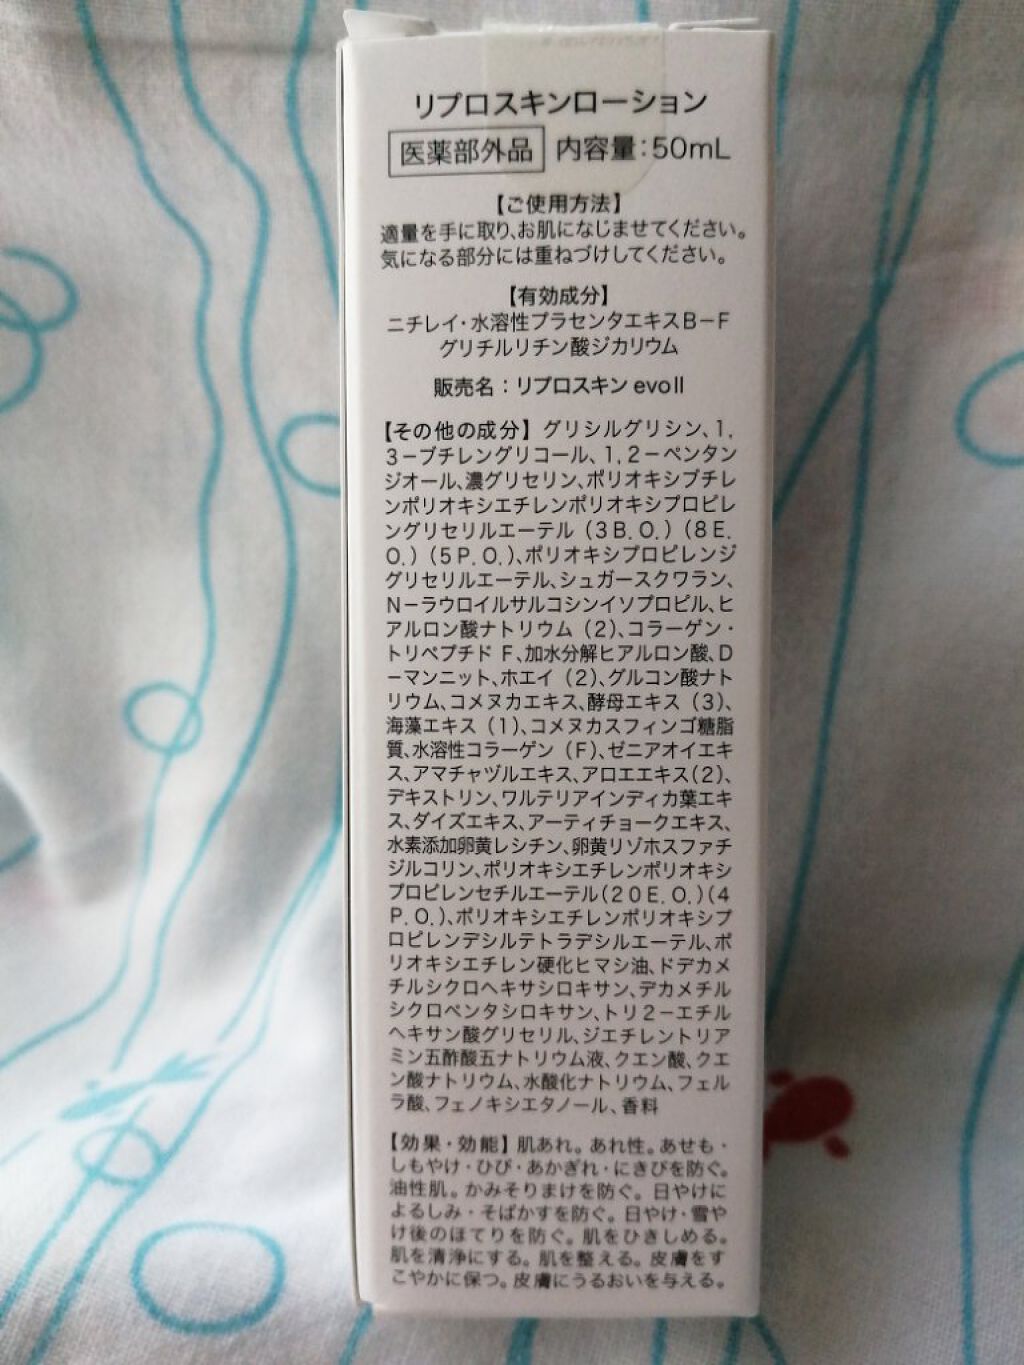 リプロスキンローション
医薬部外品 内容量：50mL
【ご使用方法】
適量を手に取り、お肌になじませてください。
気になる部分には重ねづけしてください。
【有効成分】
ニチレイ・水溶性プラセンタエキスB－F
グリチルリチン酸ジカリウム
販売名：リプロスキン evoⅡ
【その他の成分】グリシルグリシン、1，
3－ブチレングリコール、1，2－ペンタン
ジオール、濃グリセリン、ポリオキシブチレ
ンポリオキシエチレンポリオキシプロピレ
ングリセリルエーテル（3B．O．）（8E．
O．）（5P．O．）、ポリオキシプロピレンジ
グリセリルエーテル、シュガースクワラン、
N－ラウロイルサルコシンイソプロピル、ヒ
アルロン酸ナトリウム（2）、コラーゲン・
トリペプチド F、加水分解ヒアルロン酸、D
－マンニット、ホエイ（2）、グルコン酸ナト
リウム、コメヌカエキス、酵母エキス（3）、
海藻エキス（1）、コメヌカスフィンゴ糖脂
質、水溶性コラーゲン（F）、ゼニアオイエキ
ス、アマチャヅルエキス、アロエエキス（2）、
デキストリン、ワルテリアインディカ葉エキ
ス、ダイズエキス、アーティチョークエキス、
水素添加卵黄レシチン、卵黄リゾホスファチ
ジルコリン、ポリオキシエチレンポリオキシ
プロピレンセチルエーテル（20E．O．）（4
P．O．）、ポリオキシエチレンポリオキシプ
ロピレンデシルテトラデシルエーテル、ポ
リオキシエチレン硬化ヒマシ油、ドデカメ
チルシクロヘキサシロキサン、デカメチル
シクロペンタシロキサン、トリ2－エチル
ヘキサン酸グリセリル、ジエチレントリア
ミン五酢酸五ナトリウム液、クエン酸、クエ
ン酸ナトリウム、水酸化ナトリウム、フェル
ラ酸、フェノキシエタノール、香料
【効果・効能】肌あれ。あれ性。あせも・
しもやけ・ひび・あかぎれ・にきびを防ぐ。
油性肌。かみそりまけを防ぐ。日やけに
よるしみ・そばかすを防ぐ。日やけ・雪や
け後のほてりを防ぐ。肌をひきしめる。
肌を清浄にする。肌を整える。皮膚をす
こやかに保つ。皮膚にうるおいを与える。